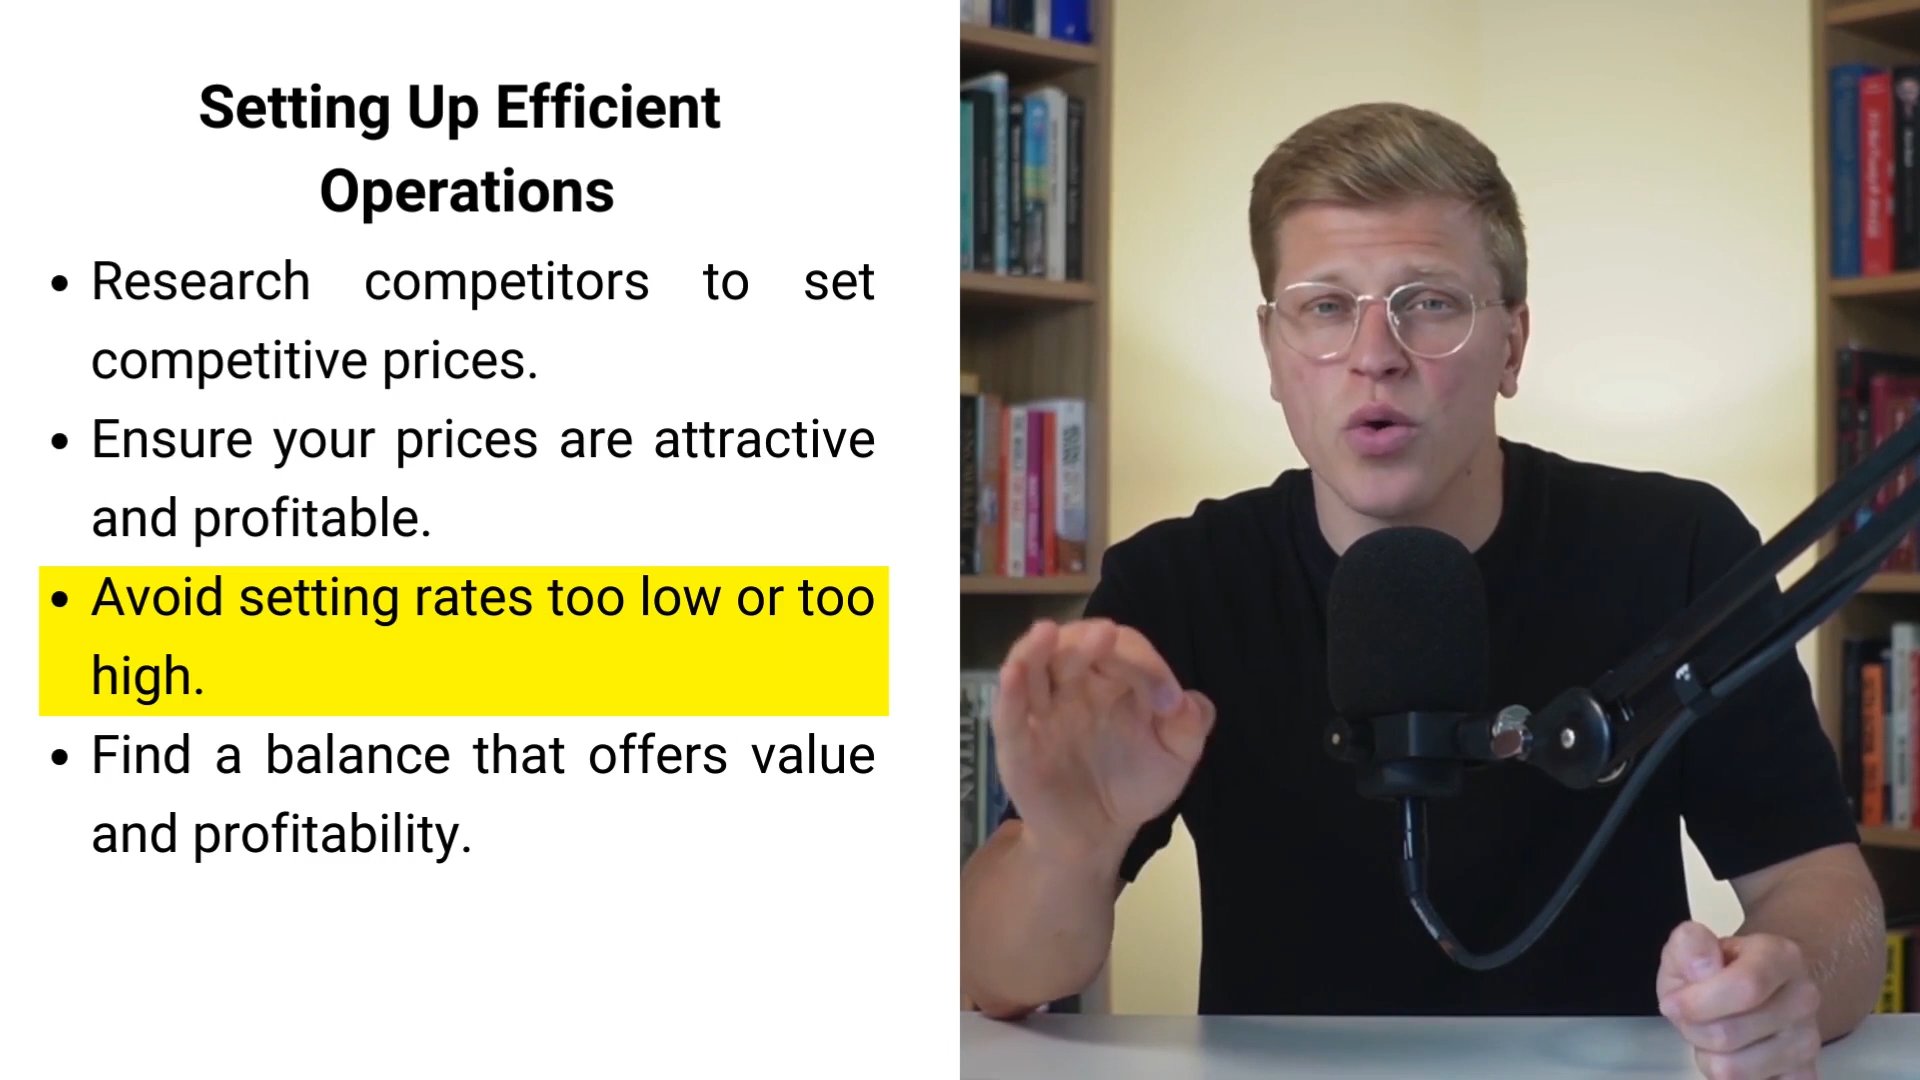 Setting Up Efficient
Operations
• Research competitors to set
competitive prices.
• Ensure your prices are attractive
and profitable.
• Avoid setting rates too low or too
high.
• Find a balance that offers value
and profitability.